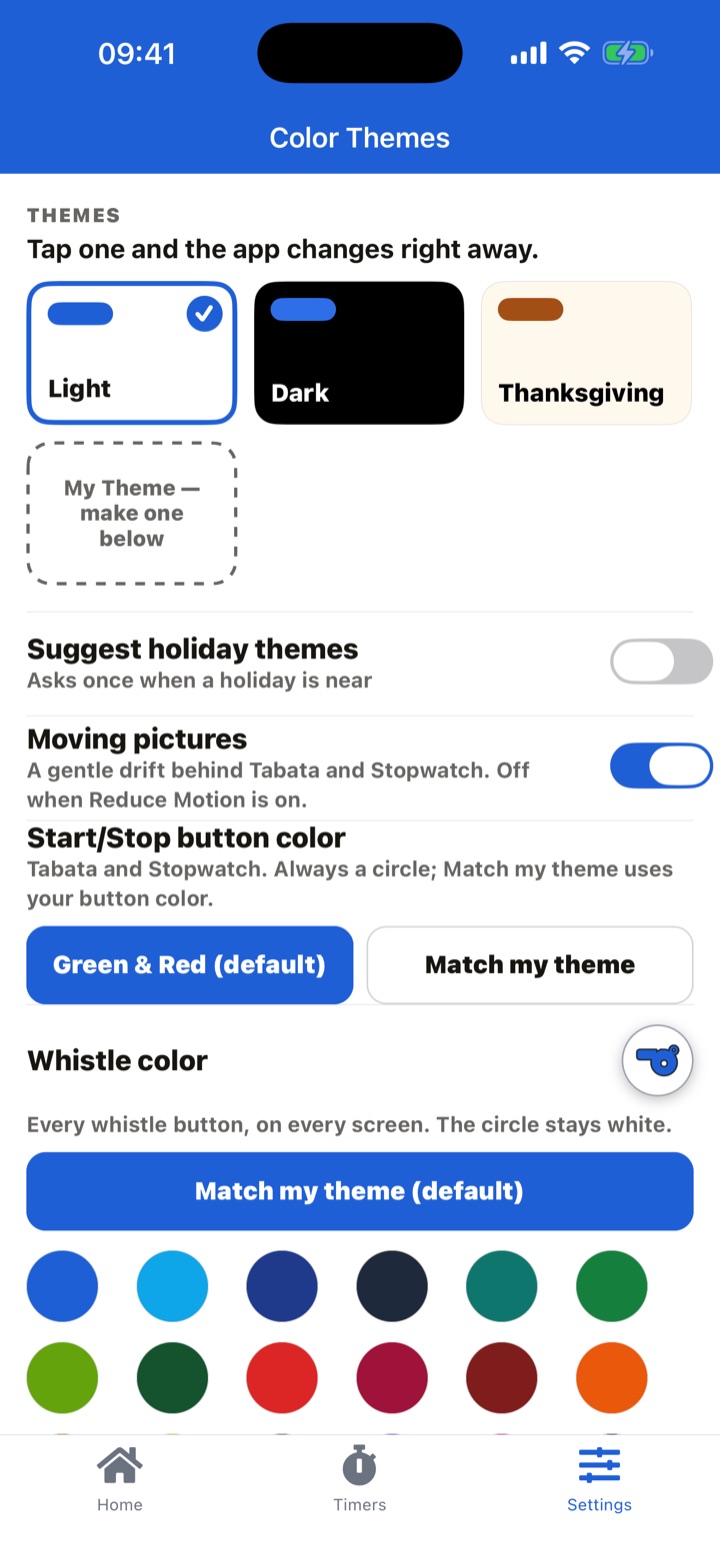 09:41
Color Themes
THEMES
Tap one and the app changes right away.
Light
Dark
Thanksgiving
My Theme —
make one
below
Suggest holiday themes
Asks once when a holiday is near
Moving pictures
A gentle drift behind Tabata and Stopwatch. Off
when Reduce Motion is on.
Start/Stop button color
Tabata and Stopwatch. Always a circle; Match my theme uses
your button color.
Green & Red (default)
Match my theme
Whistle color
Every whistle button, on every screen. The circle stays white.
Match my theme (default)
Home
Timers
Settings